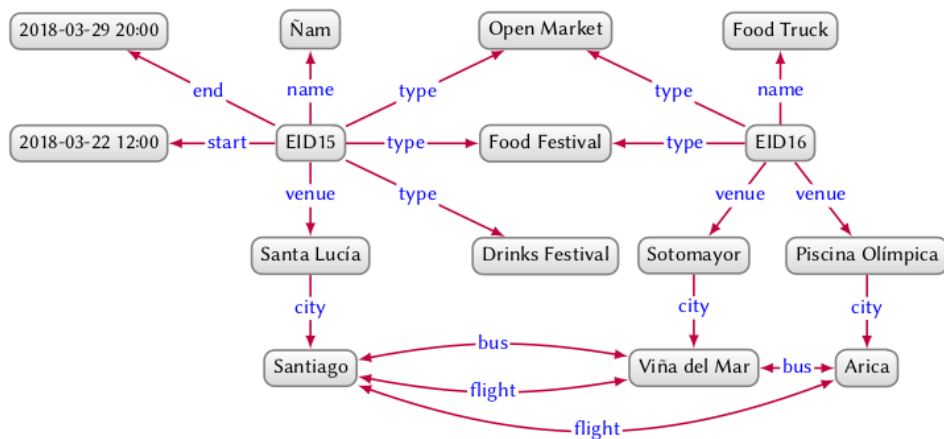 2018-03-29 20:00
Ñam
Open Market
Food Truck
end
name
type
type
name
2018-03-22 12:00
start
EID15
type
Food Festival
type
EID16
venue
type
venue
venue
Santa Lucía
Drinks Festival
Sotomayor
Piscina Olímpica
city
city
city
bus
Santiago
Viña del Mar
bus
Arica
flight
flight